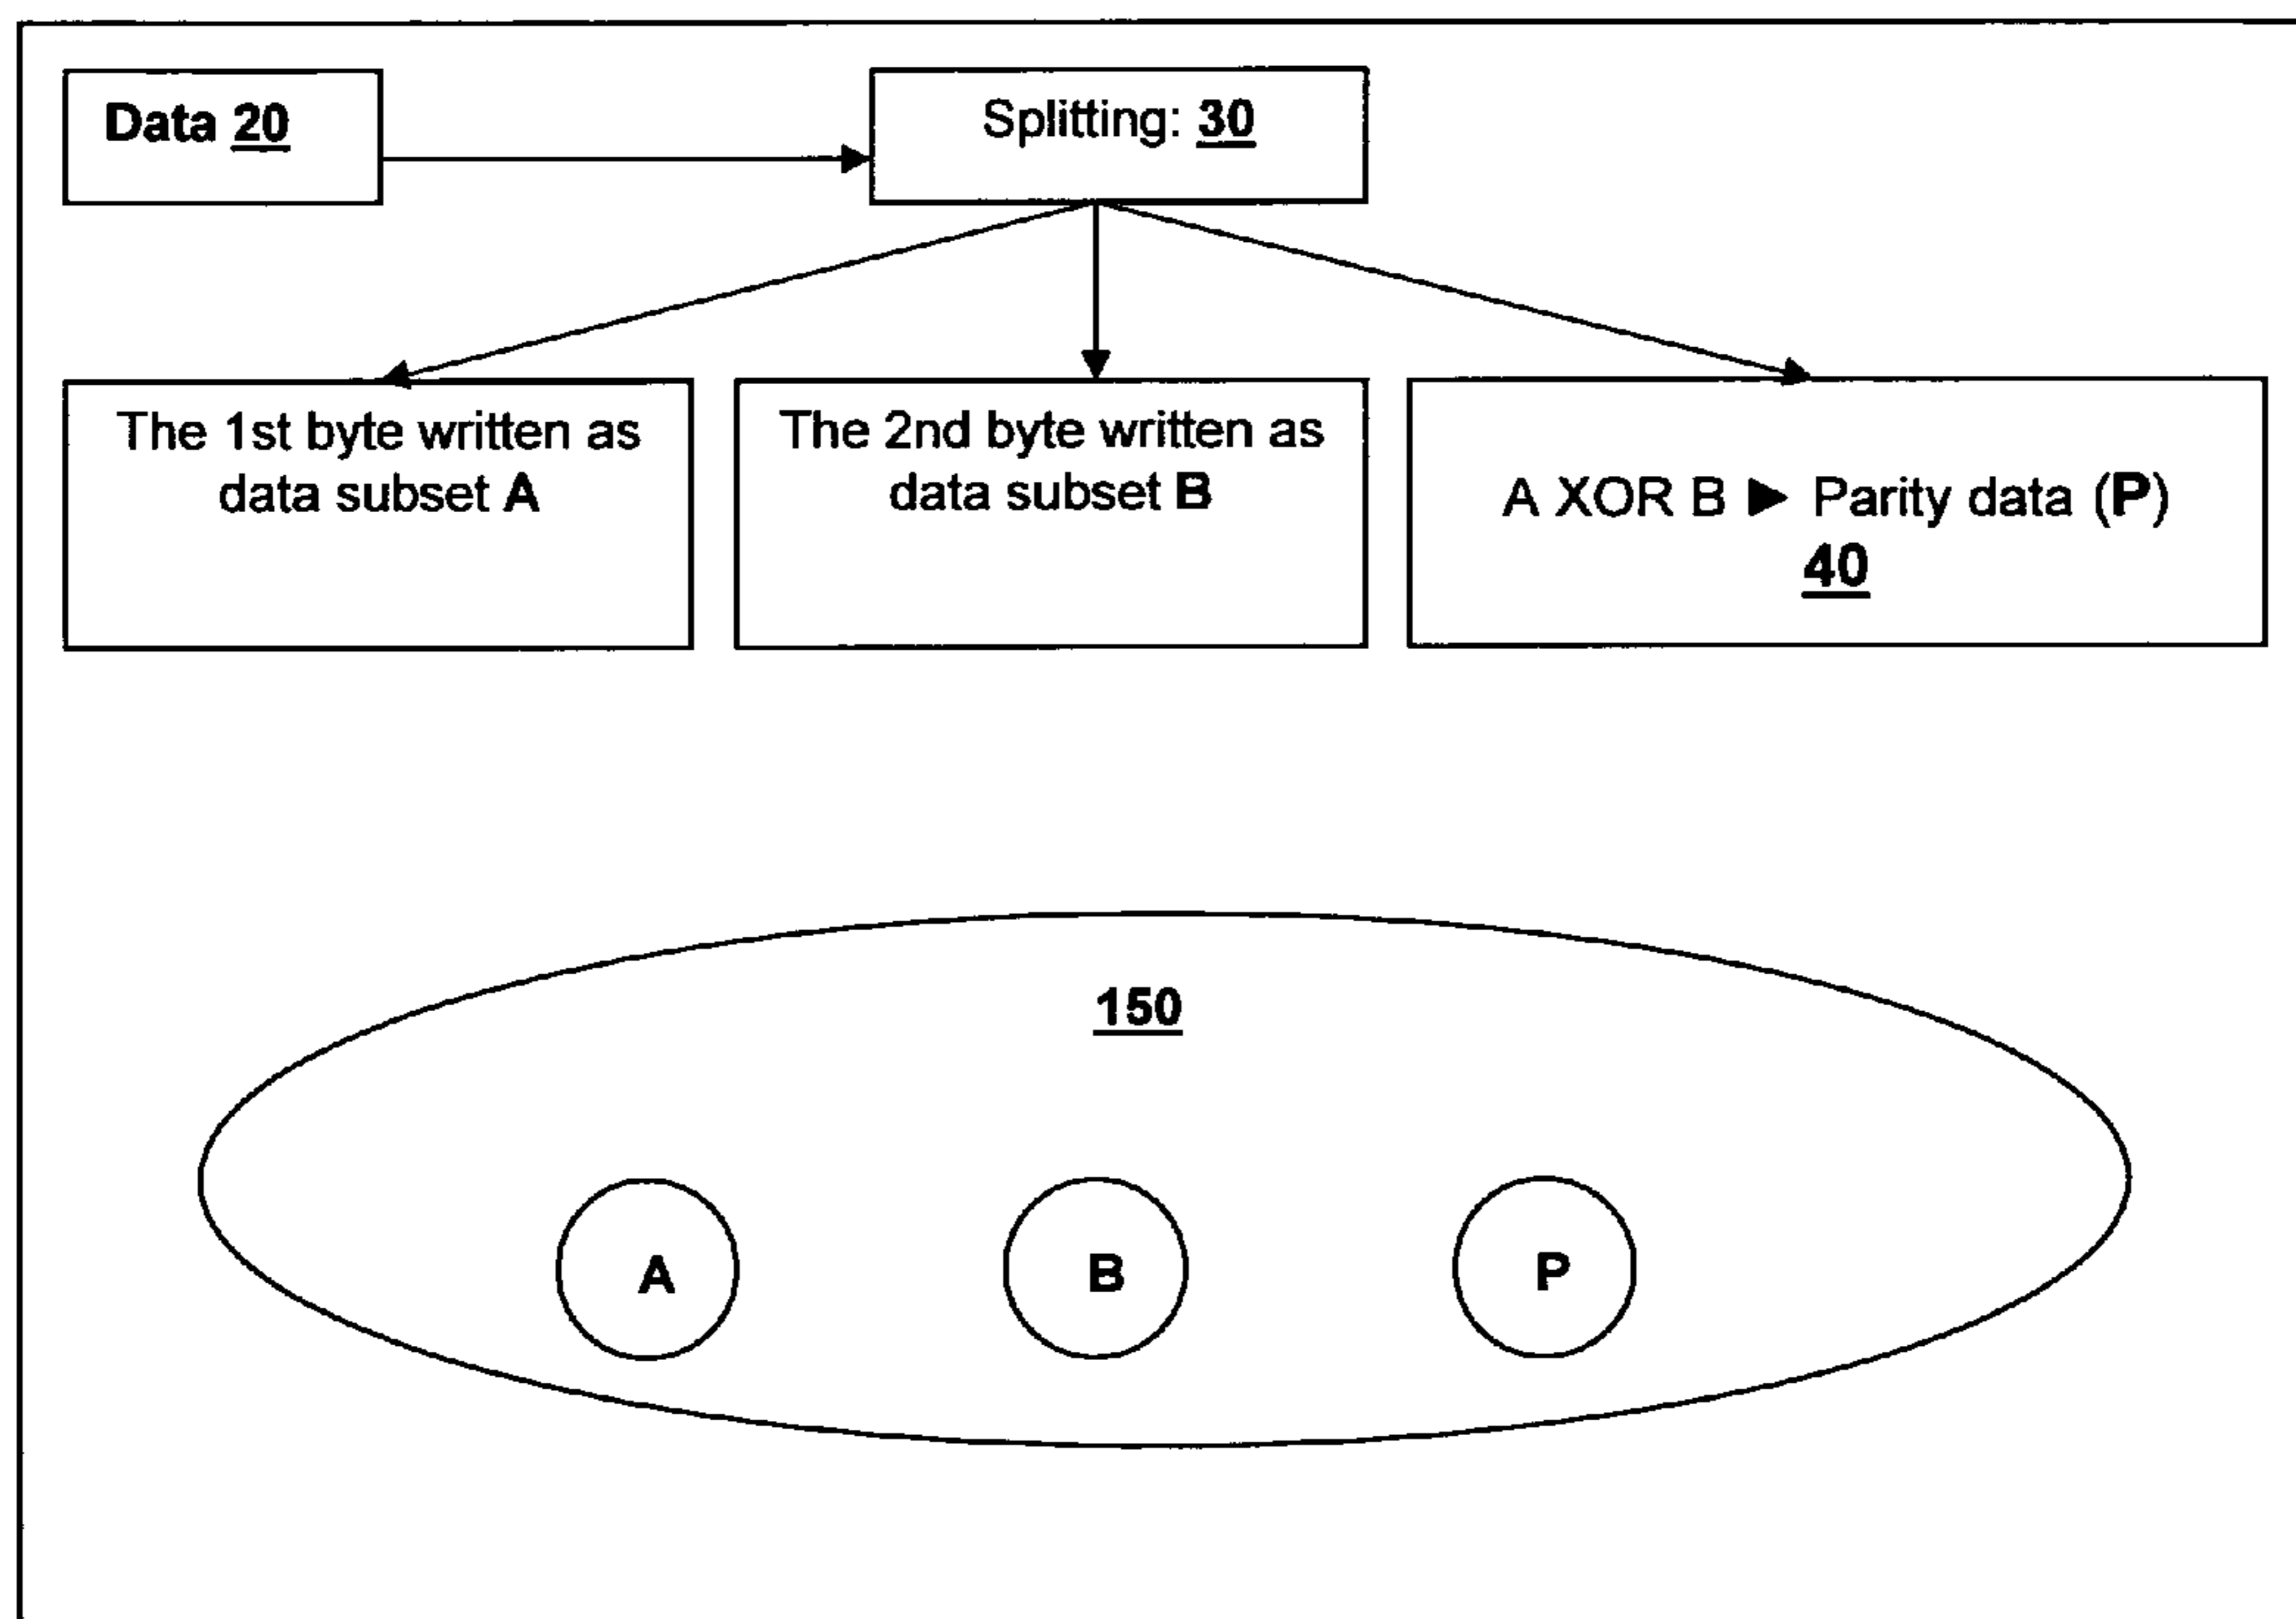 Data 20
Splitting: 30
The 1st byte written as
data subset A
The 2nd byte written as
data subset B
A XOR B ► Parity data (P)
40
150
A
B
P